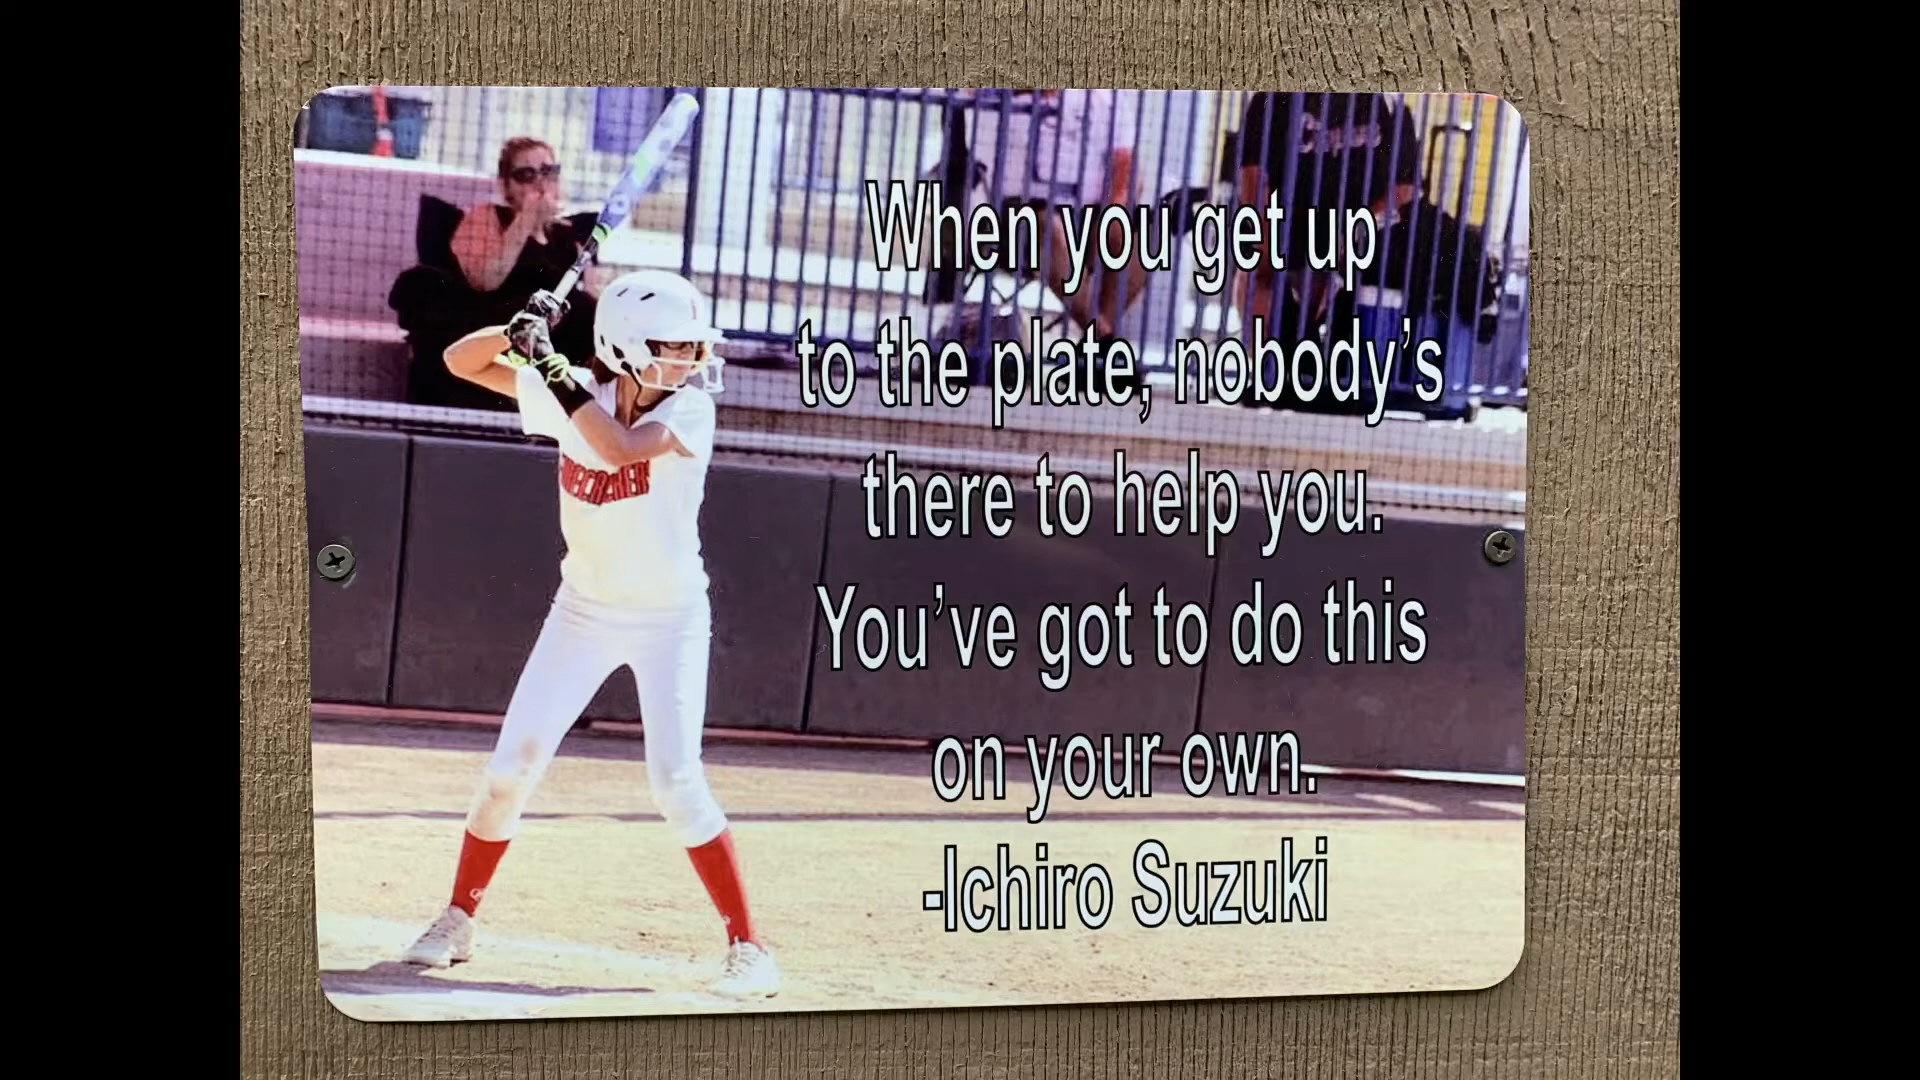 When you get up
to the plate, nobody's
there to help you.
You've got to do this
on your own.
-Ichiro Suzuki